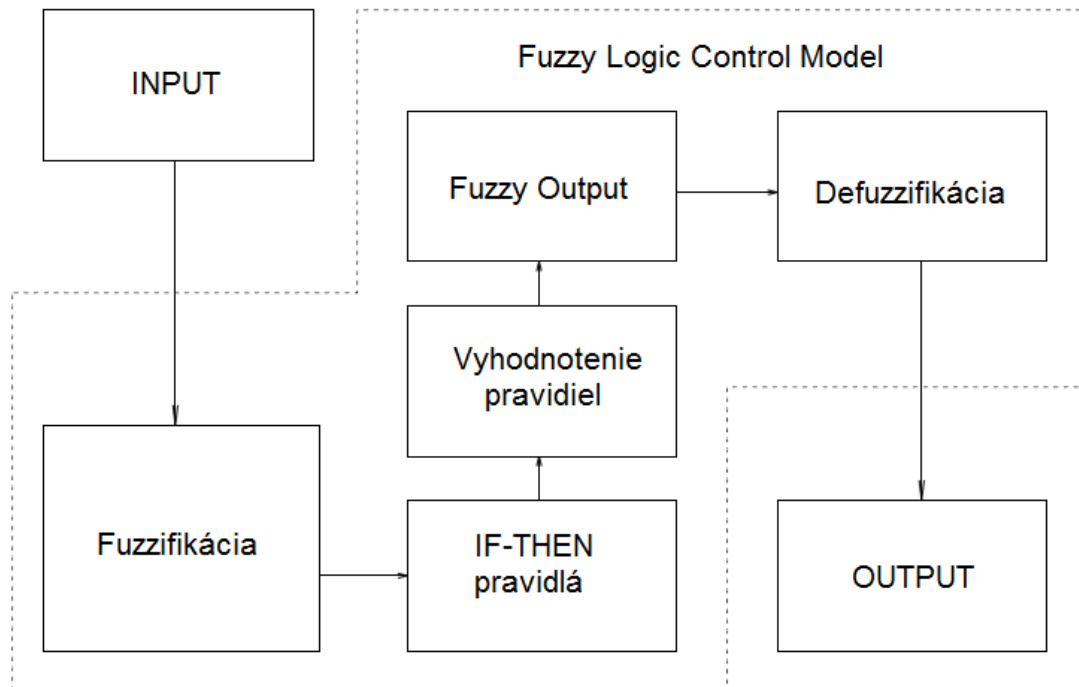 INPUT
Fuzzy Logic Control Model
Fuzzy Output
Defuzzifikácia
Vyhodnotenie
pravidiel
Fuzzifikácia
IF-THEN
pravidlá
OUTPUT